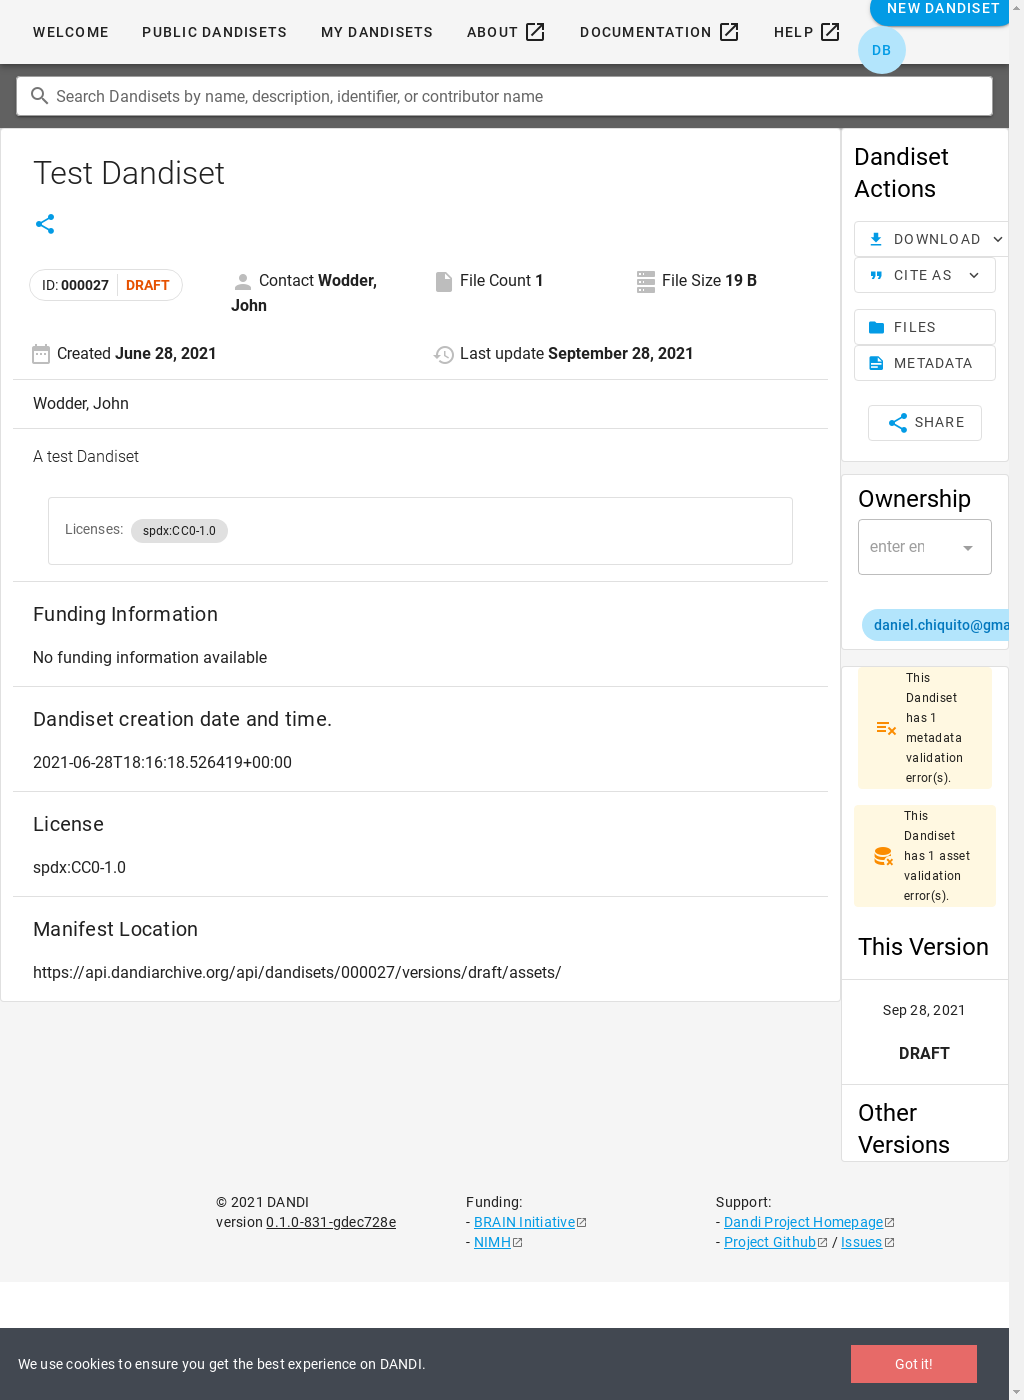 WELCOME PUBLIC DANDISETS MY DANDISETS ABOUT DOCUMENTATION HELP NEW DANDISET
DB
Search Dandisets by name, description, identifier, or contributor name
Test Dandiset
ID: 000027 DRAFT
Contact Wodder, John
File Count 1
File Size 19 B
Created June 28, 2021
Last update September 28, 2021
Wodder, John
A test Dandiset
Licenses: spdx:CC0-1.0
Funding Information
No funding information available
Dandiset creation date and time.
2021-06-28T18:16:18.526419+00:00
License
spdx:CC0-1.0
Manifest Location
https://api.dandiarchive.org/api/dandisets/000027/versions/draft/assets/
Dandiset
Actions
DOWNLOAD
CITE AS
FILES
METADATA
SHARE
Ownership
enter en
daniel.chiquito@gma
This
Dandiset
has 1
metadata
validation
error(s).
This
Dandiset
has 1 asset
validation
error(s).
This Version
Sep 28, 2021
DRAFT
Other
Versions
© 2021 DANDI
version 0.1.0-831-gdec728e
Funding:
- BRAIN Initiative
- NIMH
Support:
- Dandi Project Homepage
- Project Github / Issues
We use cookies to ensure you get the best experience on DANDI.
Got it!